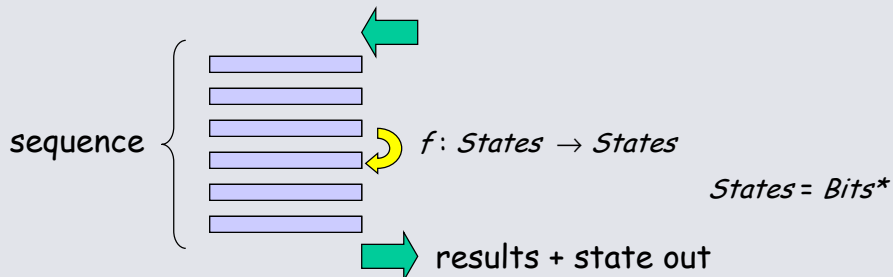 sequence
f : States → States
States = Bits*
results + state out